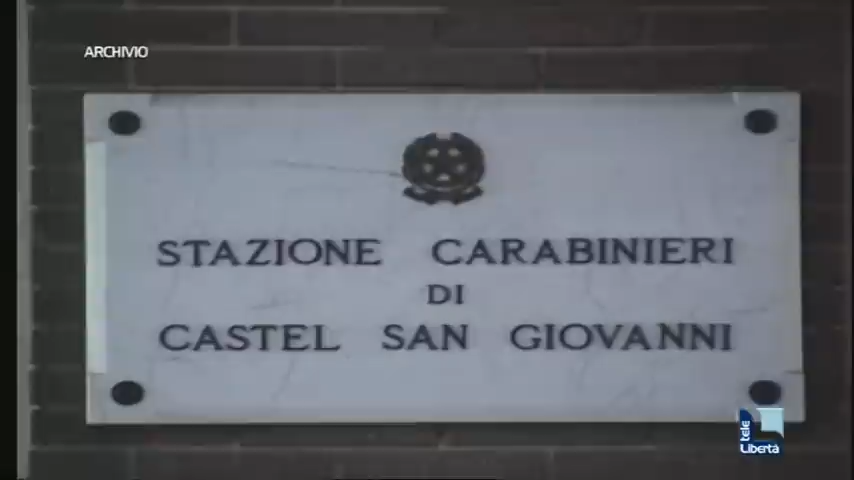 ARCHIVIO
STAZIONE CARABINIERI
DI
CASTEL SAN GIOVANNI
tele
Libertà